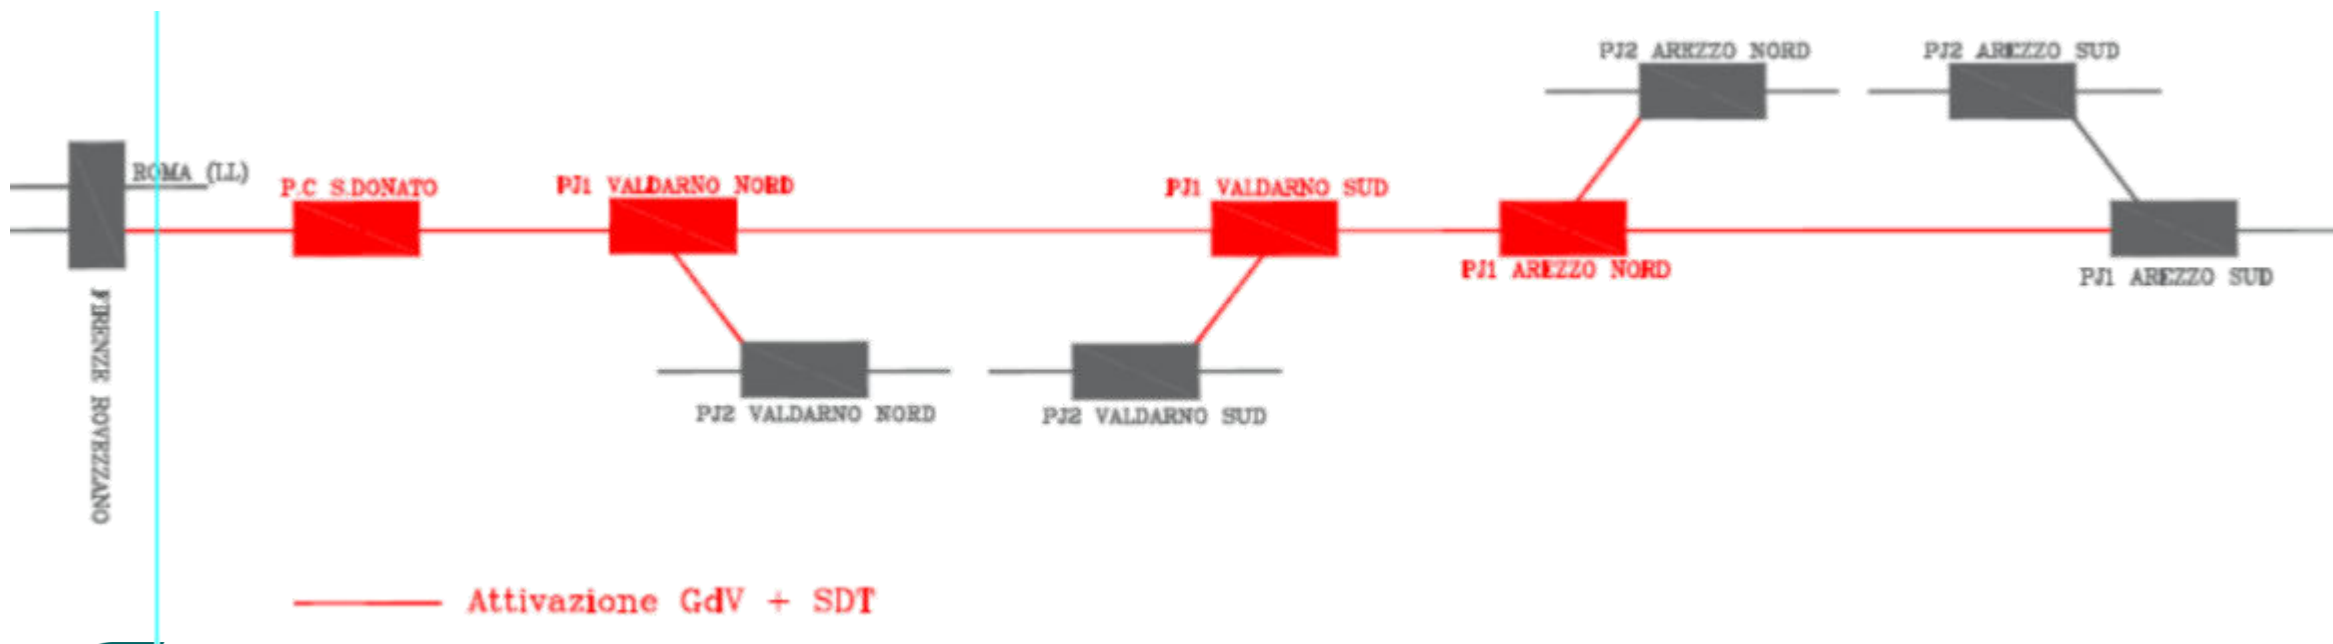 PJ2 AREZZO NORD
PJ2 AREZZO SUD
ROMA (LL)
P.C S.DONATO
PJ1 VALDARNO NORD
PJ1 VALDARNO SUD
PJ1 AREZZO NORD
PJ1 AREZZO SUD
FIRENZE ROVEZZANO
PJ2 VALDARNO NORD
PJ2 VALDARNO SUD
Attivazione GdV + SDT